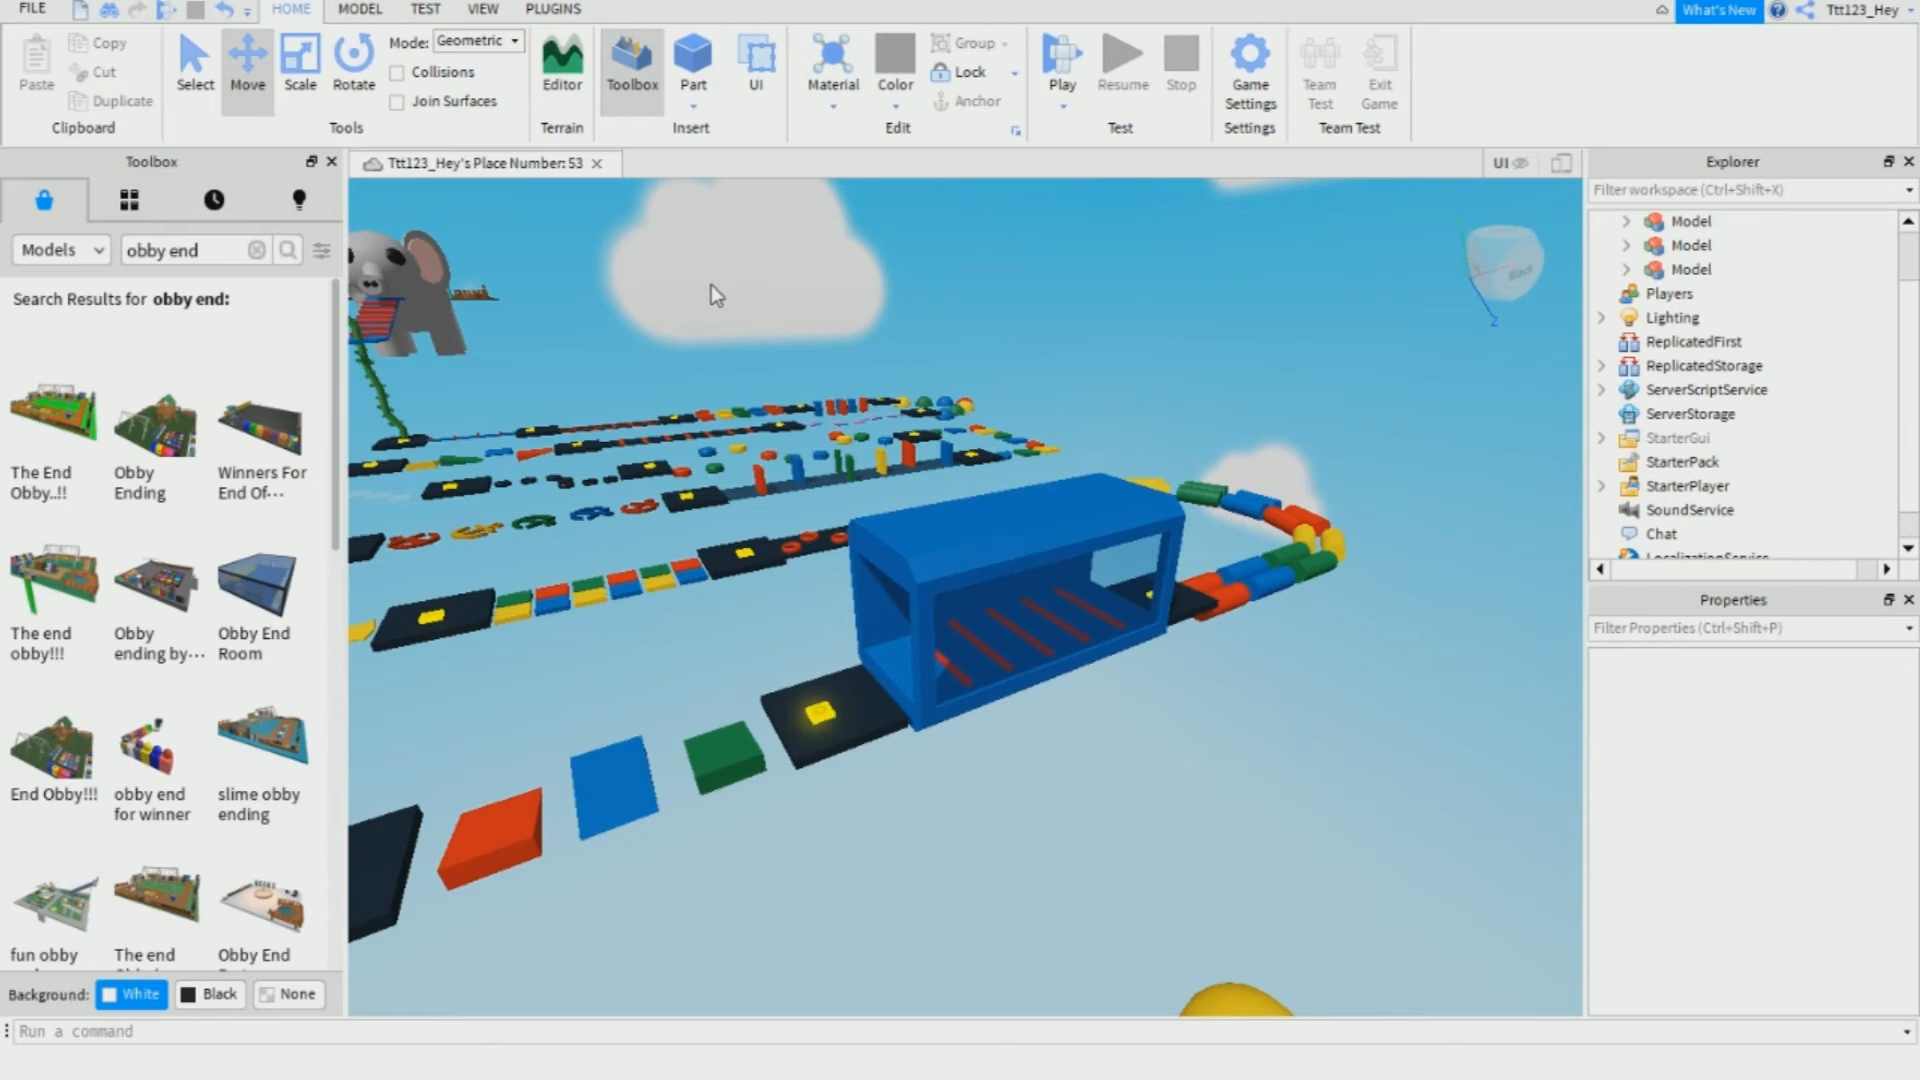 FILE HOME MODEL TEST VIEW PLUGINS What's New Ttt123_Hey
Paste Copy Cut Duplicate Clipboard
Select Move Scale Rotate Mode: Geometric Collisions Join Surfaces Tools
Editor Terrain
Toolbox Part UI Insert
Material Color Group Lock Anchor Edit
Play Resume Stop Test
Game Settings Settings
Team Test Exit Game Team Test
Toolbox
Ttt123_Hey's Place Number: 53
UI
Models obby end
Search Results for obby end:
The End Obby..!!
Obby Ending
Winners For End Of...
The end obby!!!
Obby ending by...
Obby End Room
End Obby!!!
obby end for winner
slime obby ending
fun obby
The end
Obby End
Background: White Black None
Run a command
Back
Z
Explorer
Filter workspace (Ctrl+Shift+X)
Model
Model
Model
Players
Lighting
ReplicatedFirst
ReplicatedStorage
ServerScriptService
ServerStorage
StarterGui
StarterPack
StarterPlayer
SoundService
Chat
LocalizationService
Properties
Filter Properties (Ctrl+Shift+P)